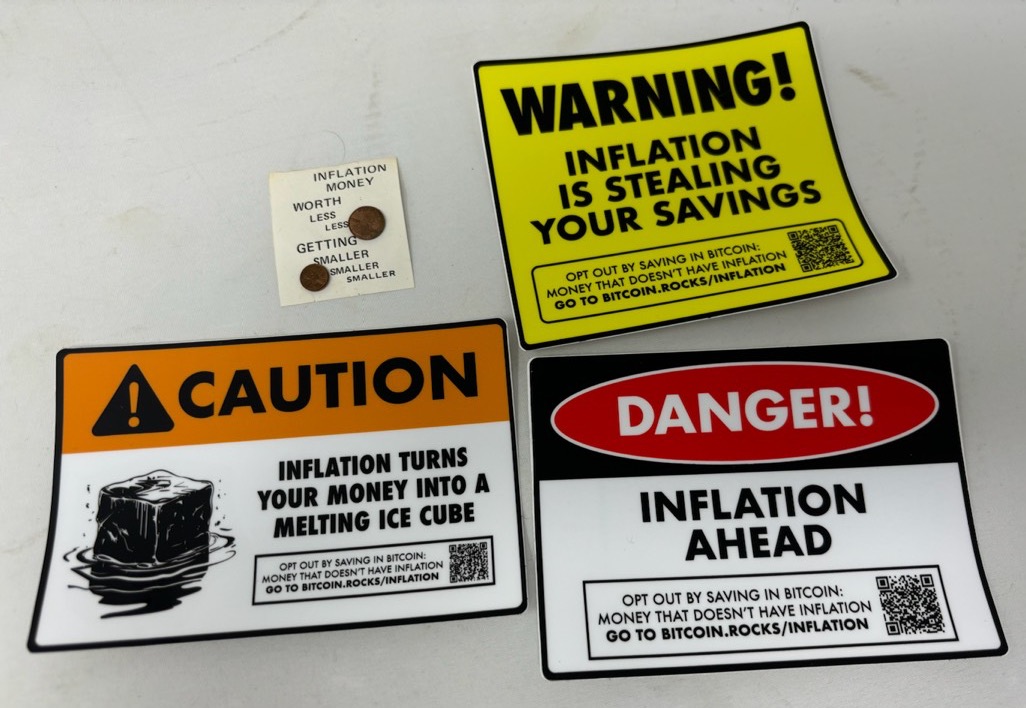 INFLATION
MONEY
WORTH
LESS
LESS
GETTING
SMALLER
SMALLER
SMALLER
WARNING!
INFLATION
IS STEALING
YOUR SAVINGS
OPT OUT BY SAVING IN BITCOIN:
MONEY THAT DOESN'T HAVE INFLATION
GO TO BITCOIN.ROCKS/INFLATION
CAUTION
INFLATION TURNS
YOUR MONEY INTO A
MELTING ICE CUBE
OPT OUT BY SAVING IN BITCOIN:
MONEY THAT DOESN'T HAVE INFLATION
GO TO BITCOIN.ROCKS/INFLATION
DANGER!
INFLATION
AHEAD
OPT OUT BY SAVING IN BITCOIN:
MONEY THAT DOESN'T HAVE INFLATION
GO TO BITCOIN.ROCKS/INFLATION